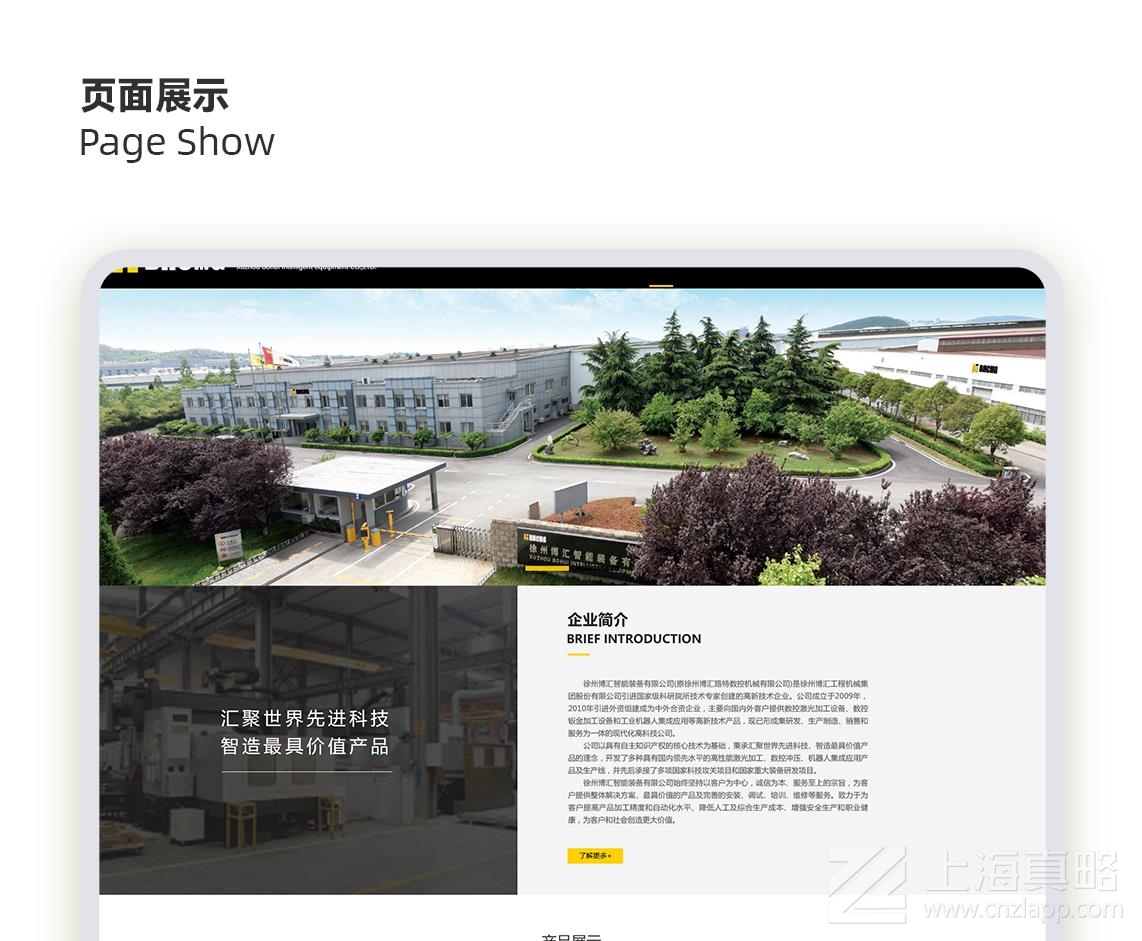 页面展示
Page Show
Xuzhou Bohui Intelligent Equipment CO.,LTD.
BHCNG
BHCNG
徐州博汇智能装备有
XUZHOU BOHUI INTELLIGENT EQUIPM
汇聚世界先进科技
智造最具价值产品
企业简介
BRIEF INTRODUCTION
徐州博汇智能装备有限公司(原徐州博汇路特数控机械有限公司)是徐州博汇工程机械集
团股份有限公司引进国家级科研院所技术专家创建的高新技术企业。公司成立于2009年，
2010年引进外资组建成为中外合资企业，主要向国内外客户提供数控激光加工设备、数控
钣金加工设备和工业机器人集成应用等高新技术产品，现已形成集研发、生产制造、销售和
服务为一体的现代化高科技公司。
公司以具有自主知识产权的核心技术为基础，秉承汇聚世界先进科技、智造最具价值产
品的理念，开发了多种具有国内领先水平的高性能激光加工、数控冲压、机器人集成应用产
品及生产线，并先后承接了多项国家科技攻关项目和国家重大装备研发项目。
徐州博汇智能装备有限公司始终坚持以客户为中心，诚信为本、服务至上的宗旨，为客
户提供整体解决方案、最具价值的产品及完善的安装、调试、培训、维修等服务。致力于为
客户提高产品加工精度和自动化水平、降低人工及综合生产成本、增强安全生产和职业健
康，为客户和社会创造更大价值。
了解更多+
上海真略
www.cnzlapp.com
产品展示